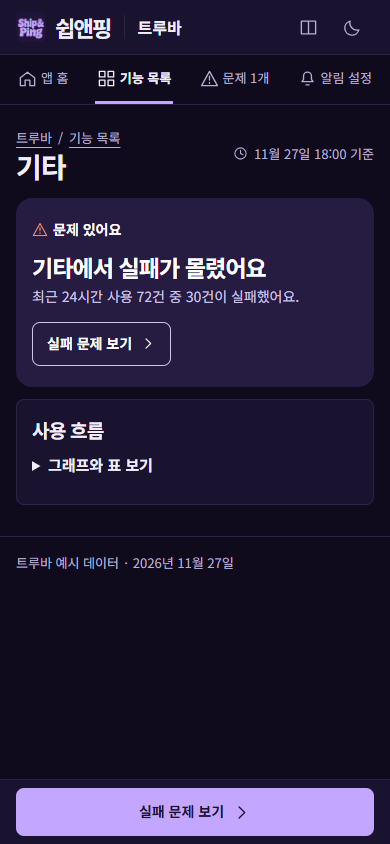 Ship&Ping 쉽앤핑 트루바
앱 홈 기능 목록 문제 1개 알림 설정
트루바 / 기능 목록
기타
11월 27일 18:00 기준
문제 있어요
기타에서 실패가 몰렸어요
최근 24시간 사용 72건 중 30건이 실패했어요.
실패 문제 보기
사용 흐름
그래프와 표 보기
트루바 예시 데이터 · 2026년 11월 27일
실패 문제 보기